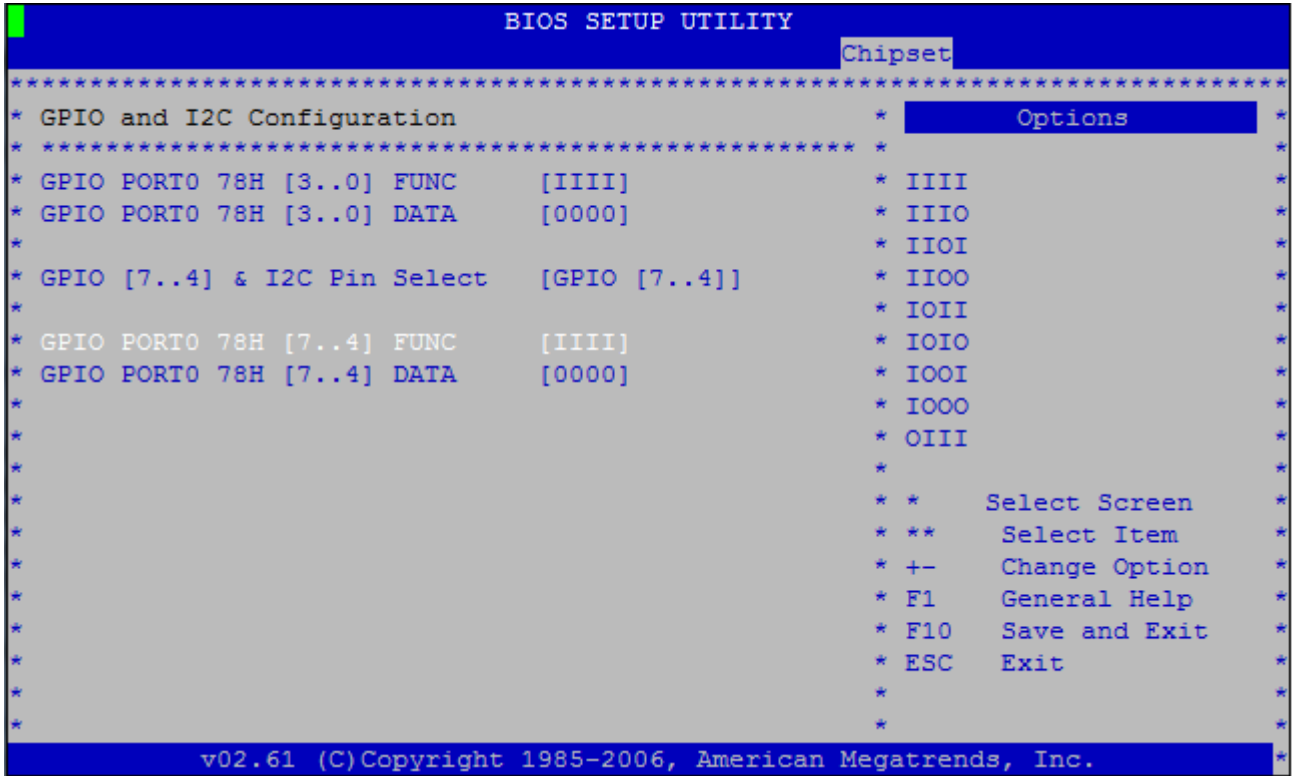 BIOS SETUP UTILITY
Chipset
********************************************************************************
* GPIO and I2C Configuration * Options *
* *************************************************** * *
* GPIO PORT0 78H [3..0] FUNC [IIII] * IIII *
* GPIO PORT0 78H [3..0] DATA [0000] * IIIO *
* * IIOI *
* GPIO [7..4] & I2C Pin Select [GPIO [7..4]] * IIOO *
* * IOII *
* GPIO PORT0 78H [7..4] FUNC [IIII] * IOIO *
* GPIO PORT0 78H [7..4] DATA [0000] * IOOI *
* * IOOO *
* * OIII *
* * *
* * * Select Screen *
* * ** Select Item *
* * +- Change Option *
* * F1 General Help *
* * F10 Save and Exit *
* * ESC Exit *
* * *
* * *
v02.61 (C)Copyright 1985-2006, American Megatrends, Inc. *